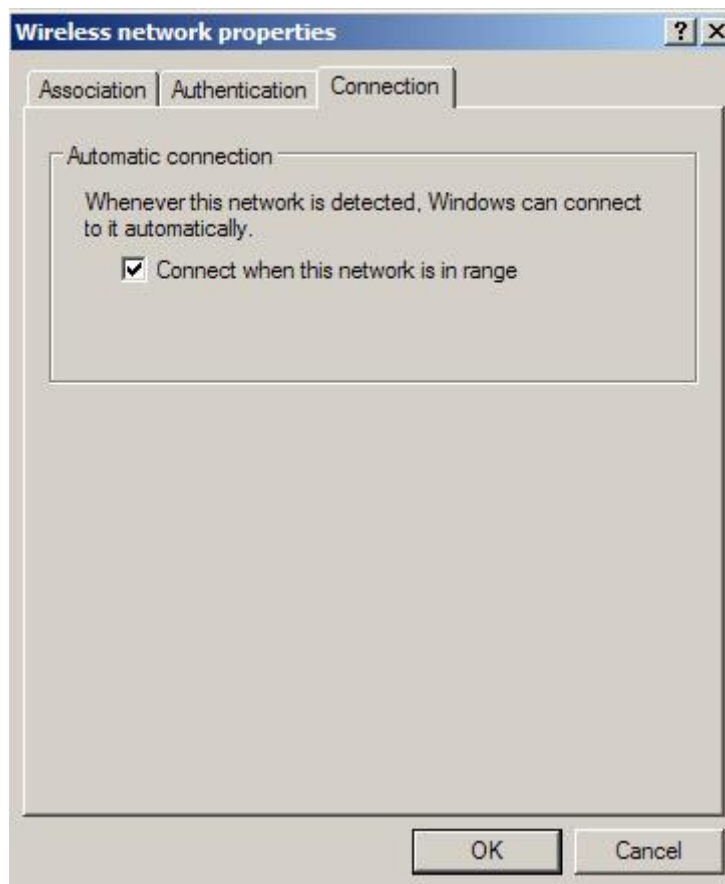 Wireless network properties
Association Authentication Connection
Automatic connection
Whenever this network is detected, Windows can connect
to it automatically.
Connect when this network is in range
OK Cancel